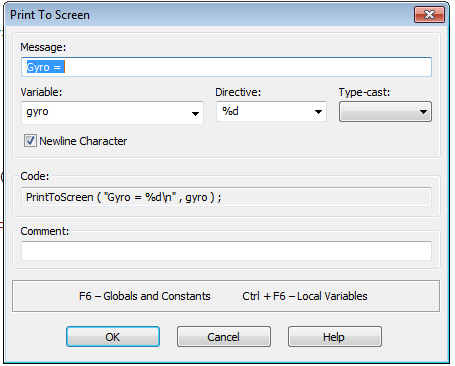 Print To Screen
Message:
Gyro =
Variable: Directive: Type-cast:
gyro %d
Newline Character
Code:
PrintToScreen ( "Gyro = %d\n" , gyro ) ;
Comment:
F6 – Globals and Constants Ctrl + F6 – Local Variables
OK Cancel Help